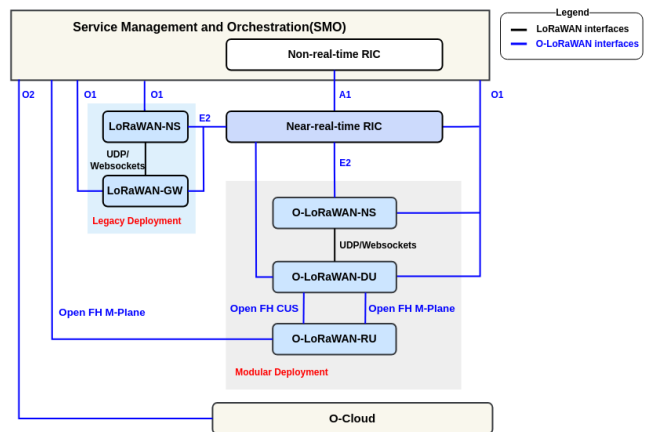 Service Management and Orchestration(SMO)
Non-real-time RIC
Legend
LoRaWAN interfaces
O-LoRaWAN interfaces
O2
O1
O1
A1
O1
LoRaWAN-NS
E2
Near-real-time RIC
UDP/
Websockets
E2
LoRaWAN-GW
Legacy Deployment
O-LoRaWAN-NS
UDP/Websockets
O-LoRaWAN-DU
Open FH M-Plane
Open FH CUS
Open FH M-Plane
O-LoRaWAN-RU
Modular Deployment
O-Cloud